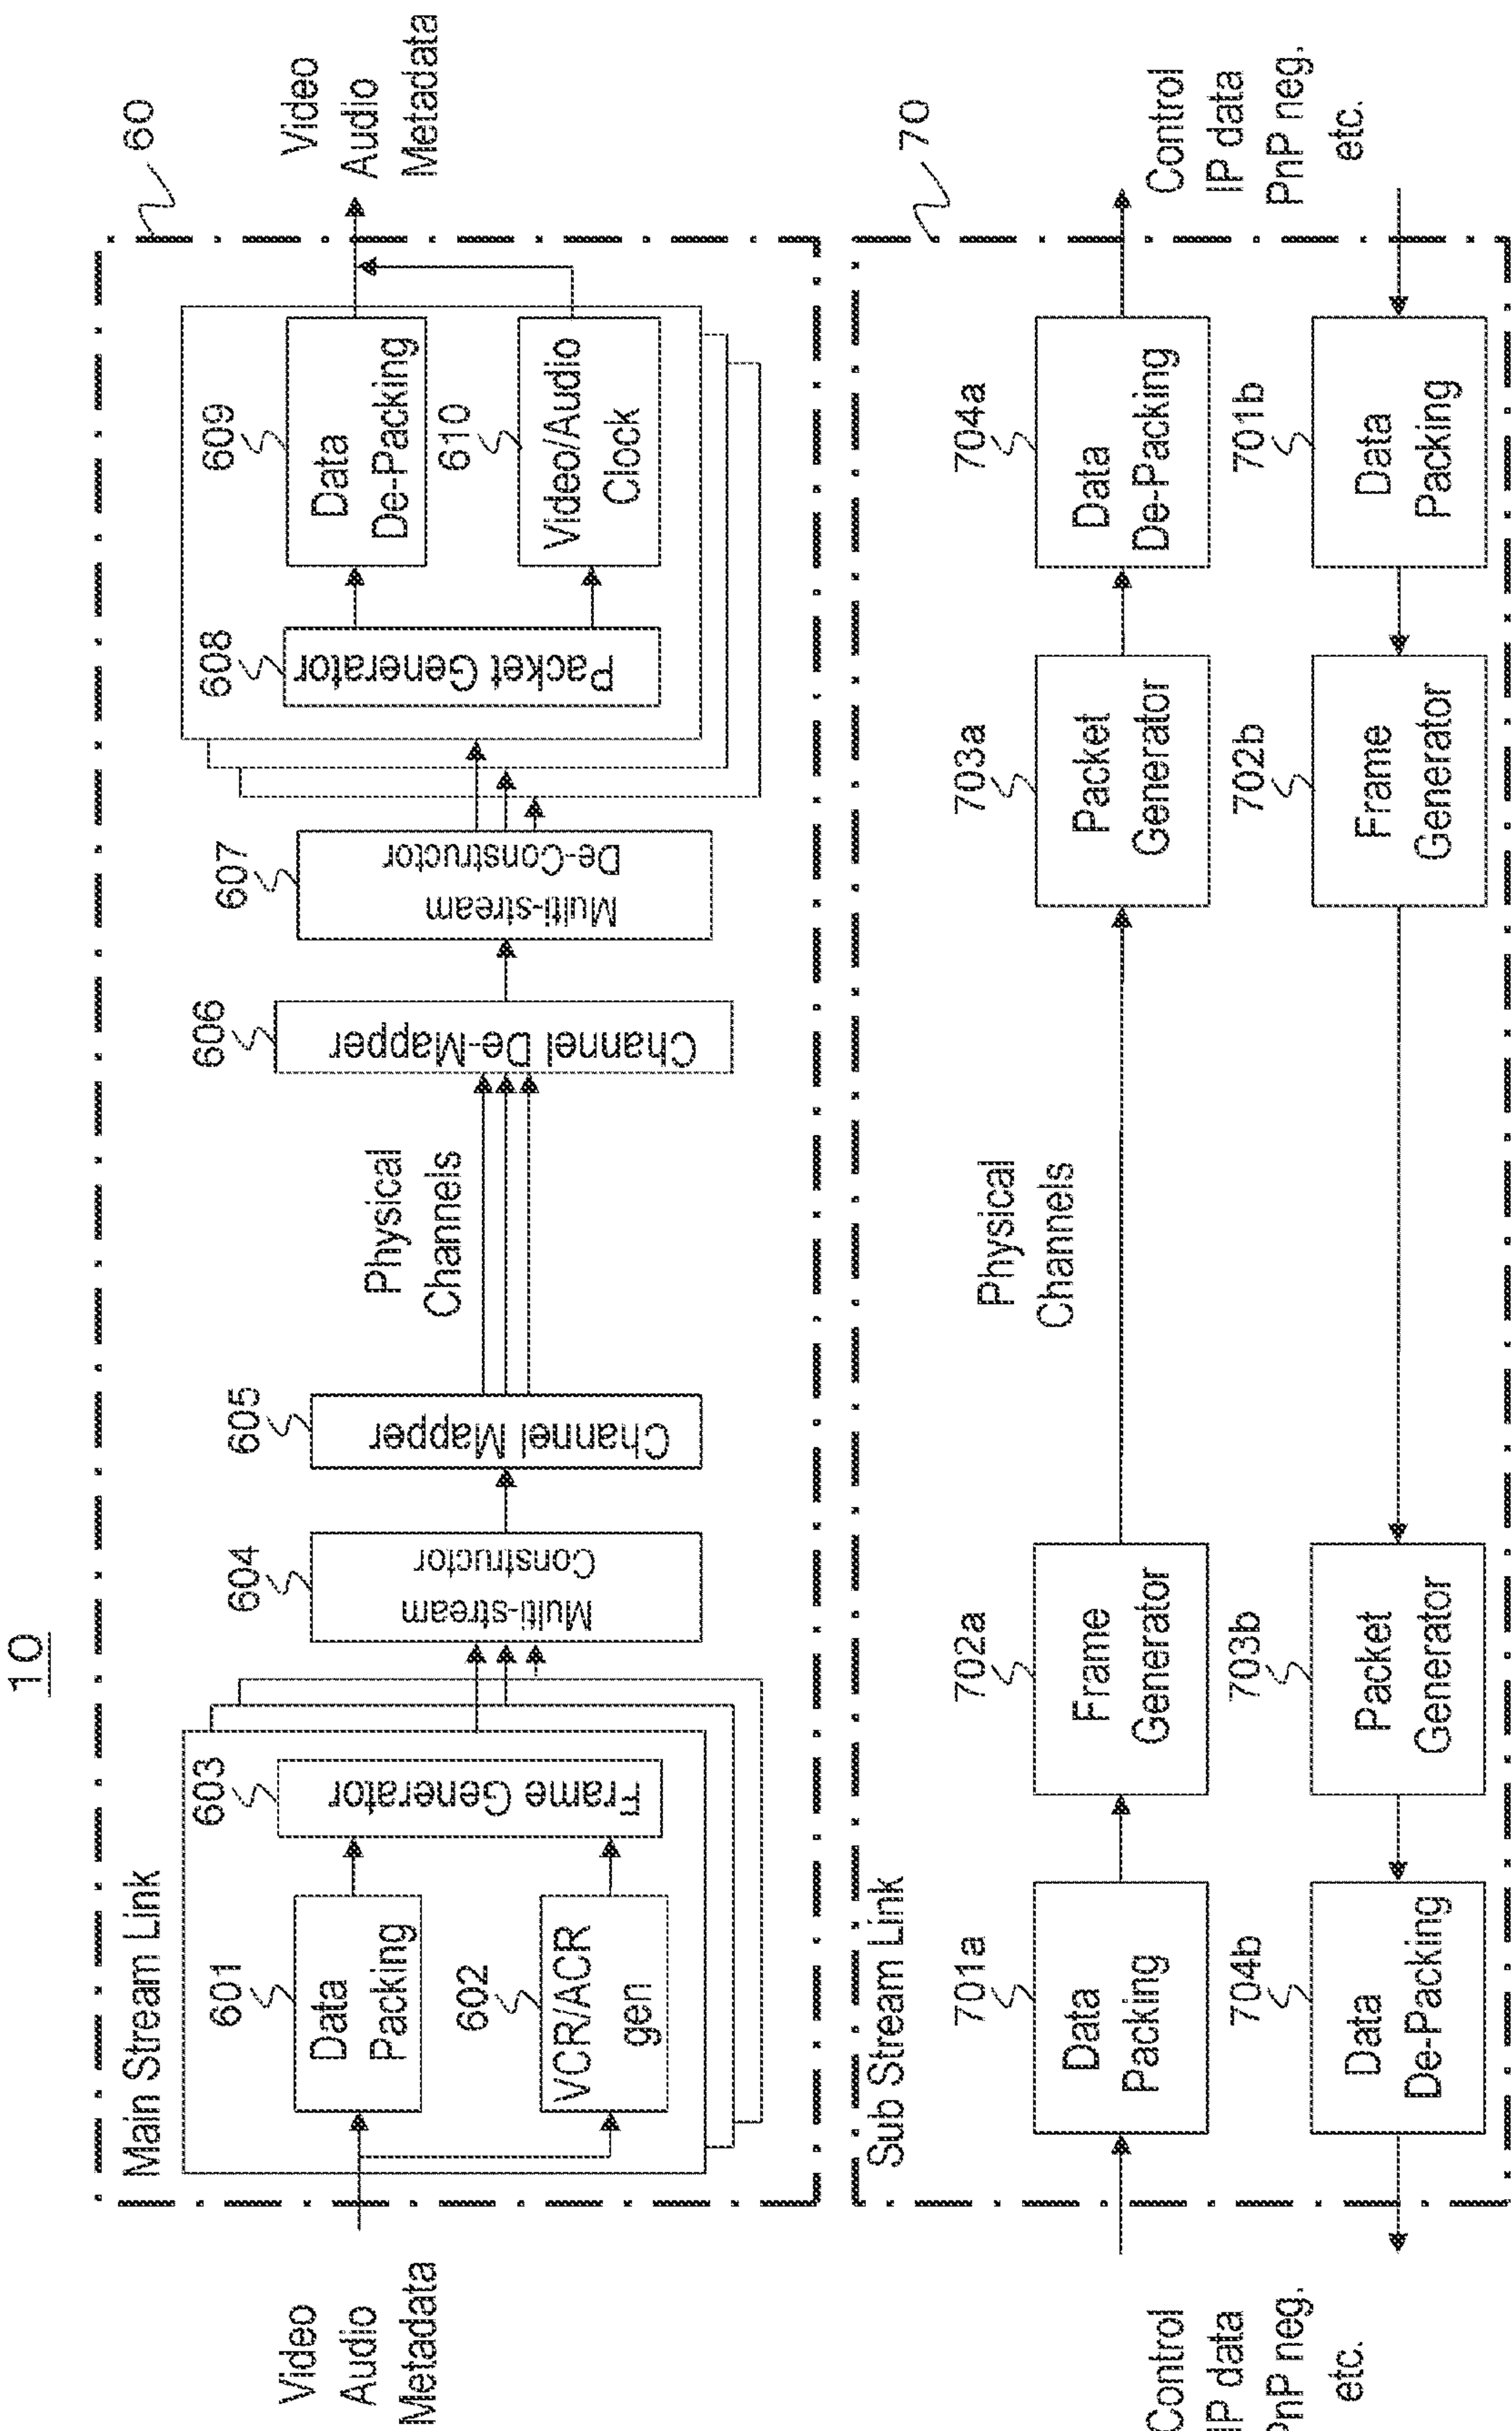 10
Main Stream Link
60
Video
Audio
Metadata
601
Data
Packing
602
VCR/ACR
gen
603
Frame Generator
604
Multi-stream
Constructor
605
Channel Mapper
Physical
Channels
606
Channel De-Mapper
607
Multi-stream
De-Constructor
608
Packet Generator
609
Data
De-Packing
610
Video/Audio
Clock
Video
Audio
Metadata
Sub Stream Link
70
Control
IP data
PnP neg.
etc.
701a
Data
Packing
702a
Frame
Generator
Physical
Channels
703a
Packet
Generator
704a
Data
De-Packing
704b
Data
De-Packing
703b
Packet
Generator
702b
Frame
Generator
701b
Data
Packing
Control
IP data
PnP neg.
etc.